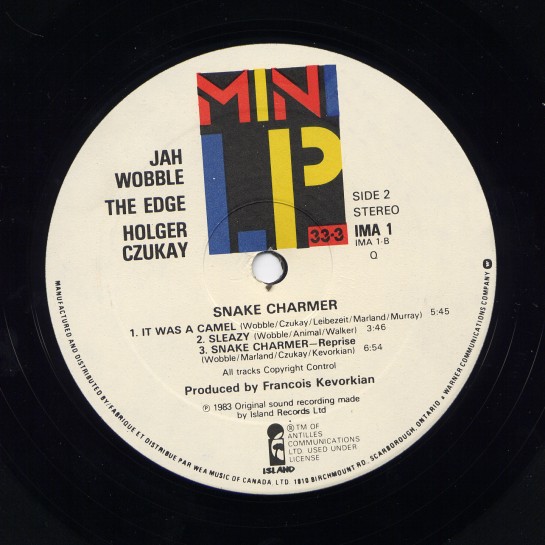 MINI
LP
33·3
JAH
WOBBLE
THE EDGE
HOLGER
CZUKAY
SIDE 2
STEREO
IMA 1
IMA 1-B
Q
SNAKE CHARMER
1. IT WAS A CAMEL (Wobble/Czukay/Leibezeit/Marland/Murray) 5:45
2. SLEAZY (Wobble/Animal/Walker) 3:46
3. SNAKE CHARMER—Reprise
(Wobble/Marland/Czukay/Kevorkian) 6:54
All tracks Copyright Control
Produced by Francois Kevorkian
℗ 1983 Original sound recording made
by Island Records Ltd
ISLAND
® TM OF
ANTILLES
COMMUNICATIONS
LTD. USED UNDER
LICENSE
MANUFACTURED AND DISTRIBUTED BY/FABRIQUE ET DISTRIBUE PAR WEA MUSIC OF CANADA, LTD. 1810 BIRCHMOUNT RD. SCARBOROUGH, ONTARIO. A WARNER COMMUNICATIONS COMPANY